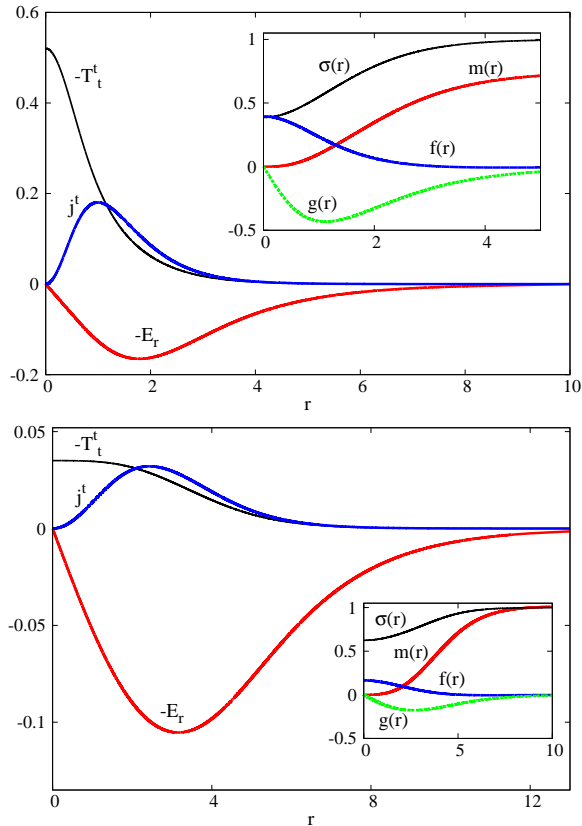 0.6
0.4
0.2
0
-0.2
-T^t_t
j^t
-E_r
0 2 4 6 8 10
r
1
0.5
0
-0.5
σ(r)
m(r)
f(r)
g(r)
0 2 4
0.05
0
-0.05
-0.1
-T^t_t
j^t
-E_r
0 4 8 12
r
1
0.5
0
-0.5
σ(r)
m(r)
f(r)
g(r)
0 5 10